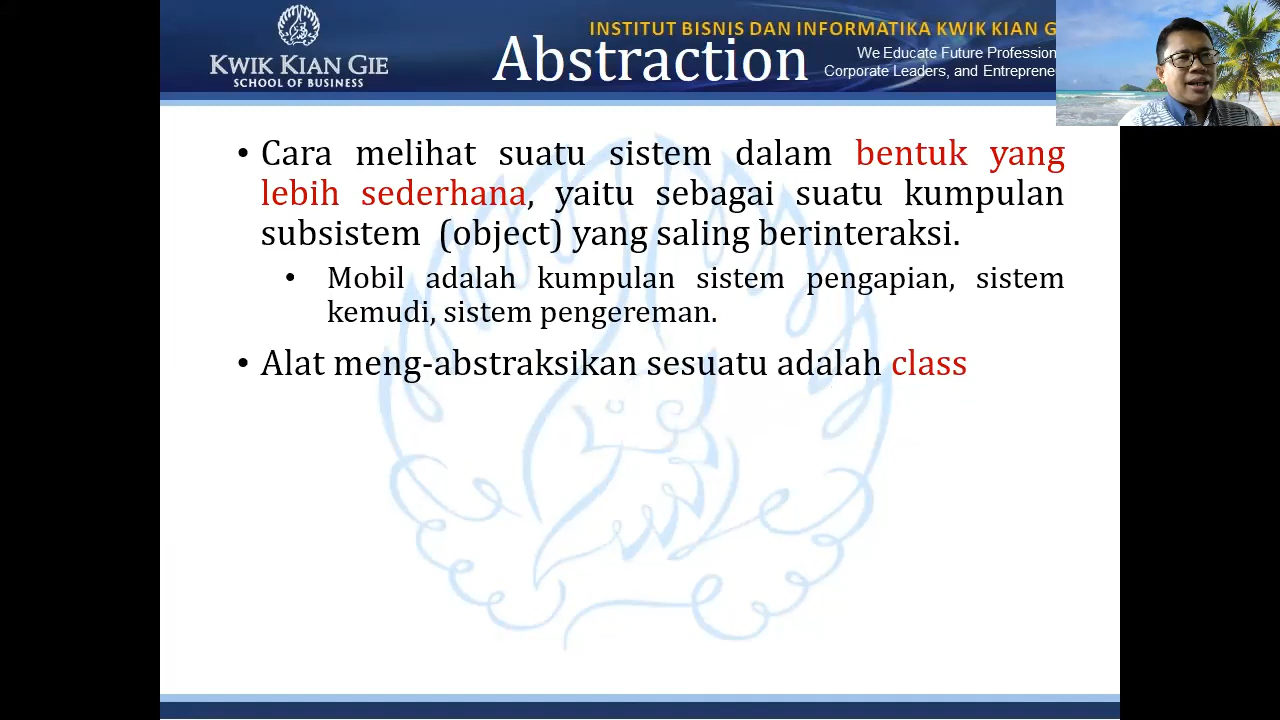 KWIK KIAN GIE
SCHOOL OF BUSINESS
INSTITUT BISNIS DAN INFORMATIKA KWIK KIAN G
Abstraction
We Educate Future Profession
Corporate Leaders, and Entreprene
• Cara melihat suatu sistem dalam bentuk yang
lebih sederhana, yaitu sebagai suatu kumpulan
subsistem (object) yang saling berinteraksi.
• Mobil adalah kumpulan sistem pengapian, sistem
kemudi, sistem pengereman.
• Alat meng-abstraksikan sesuatu adalah class